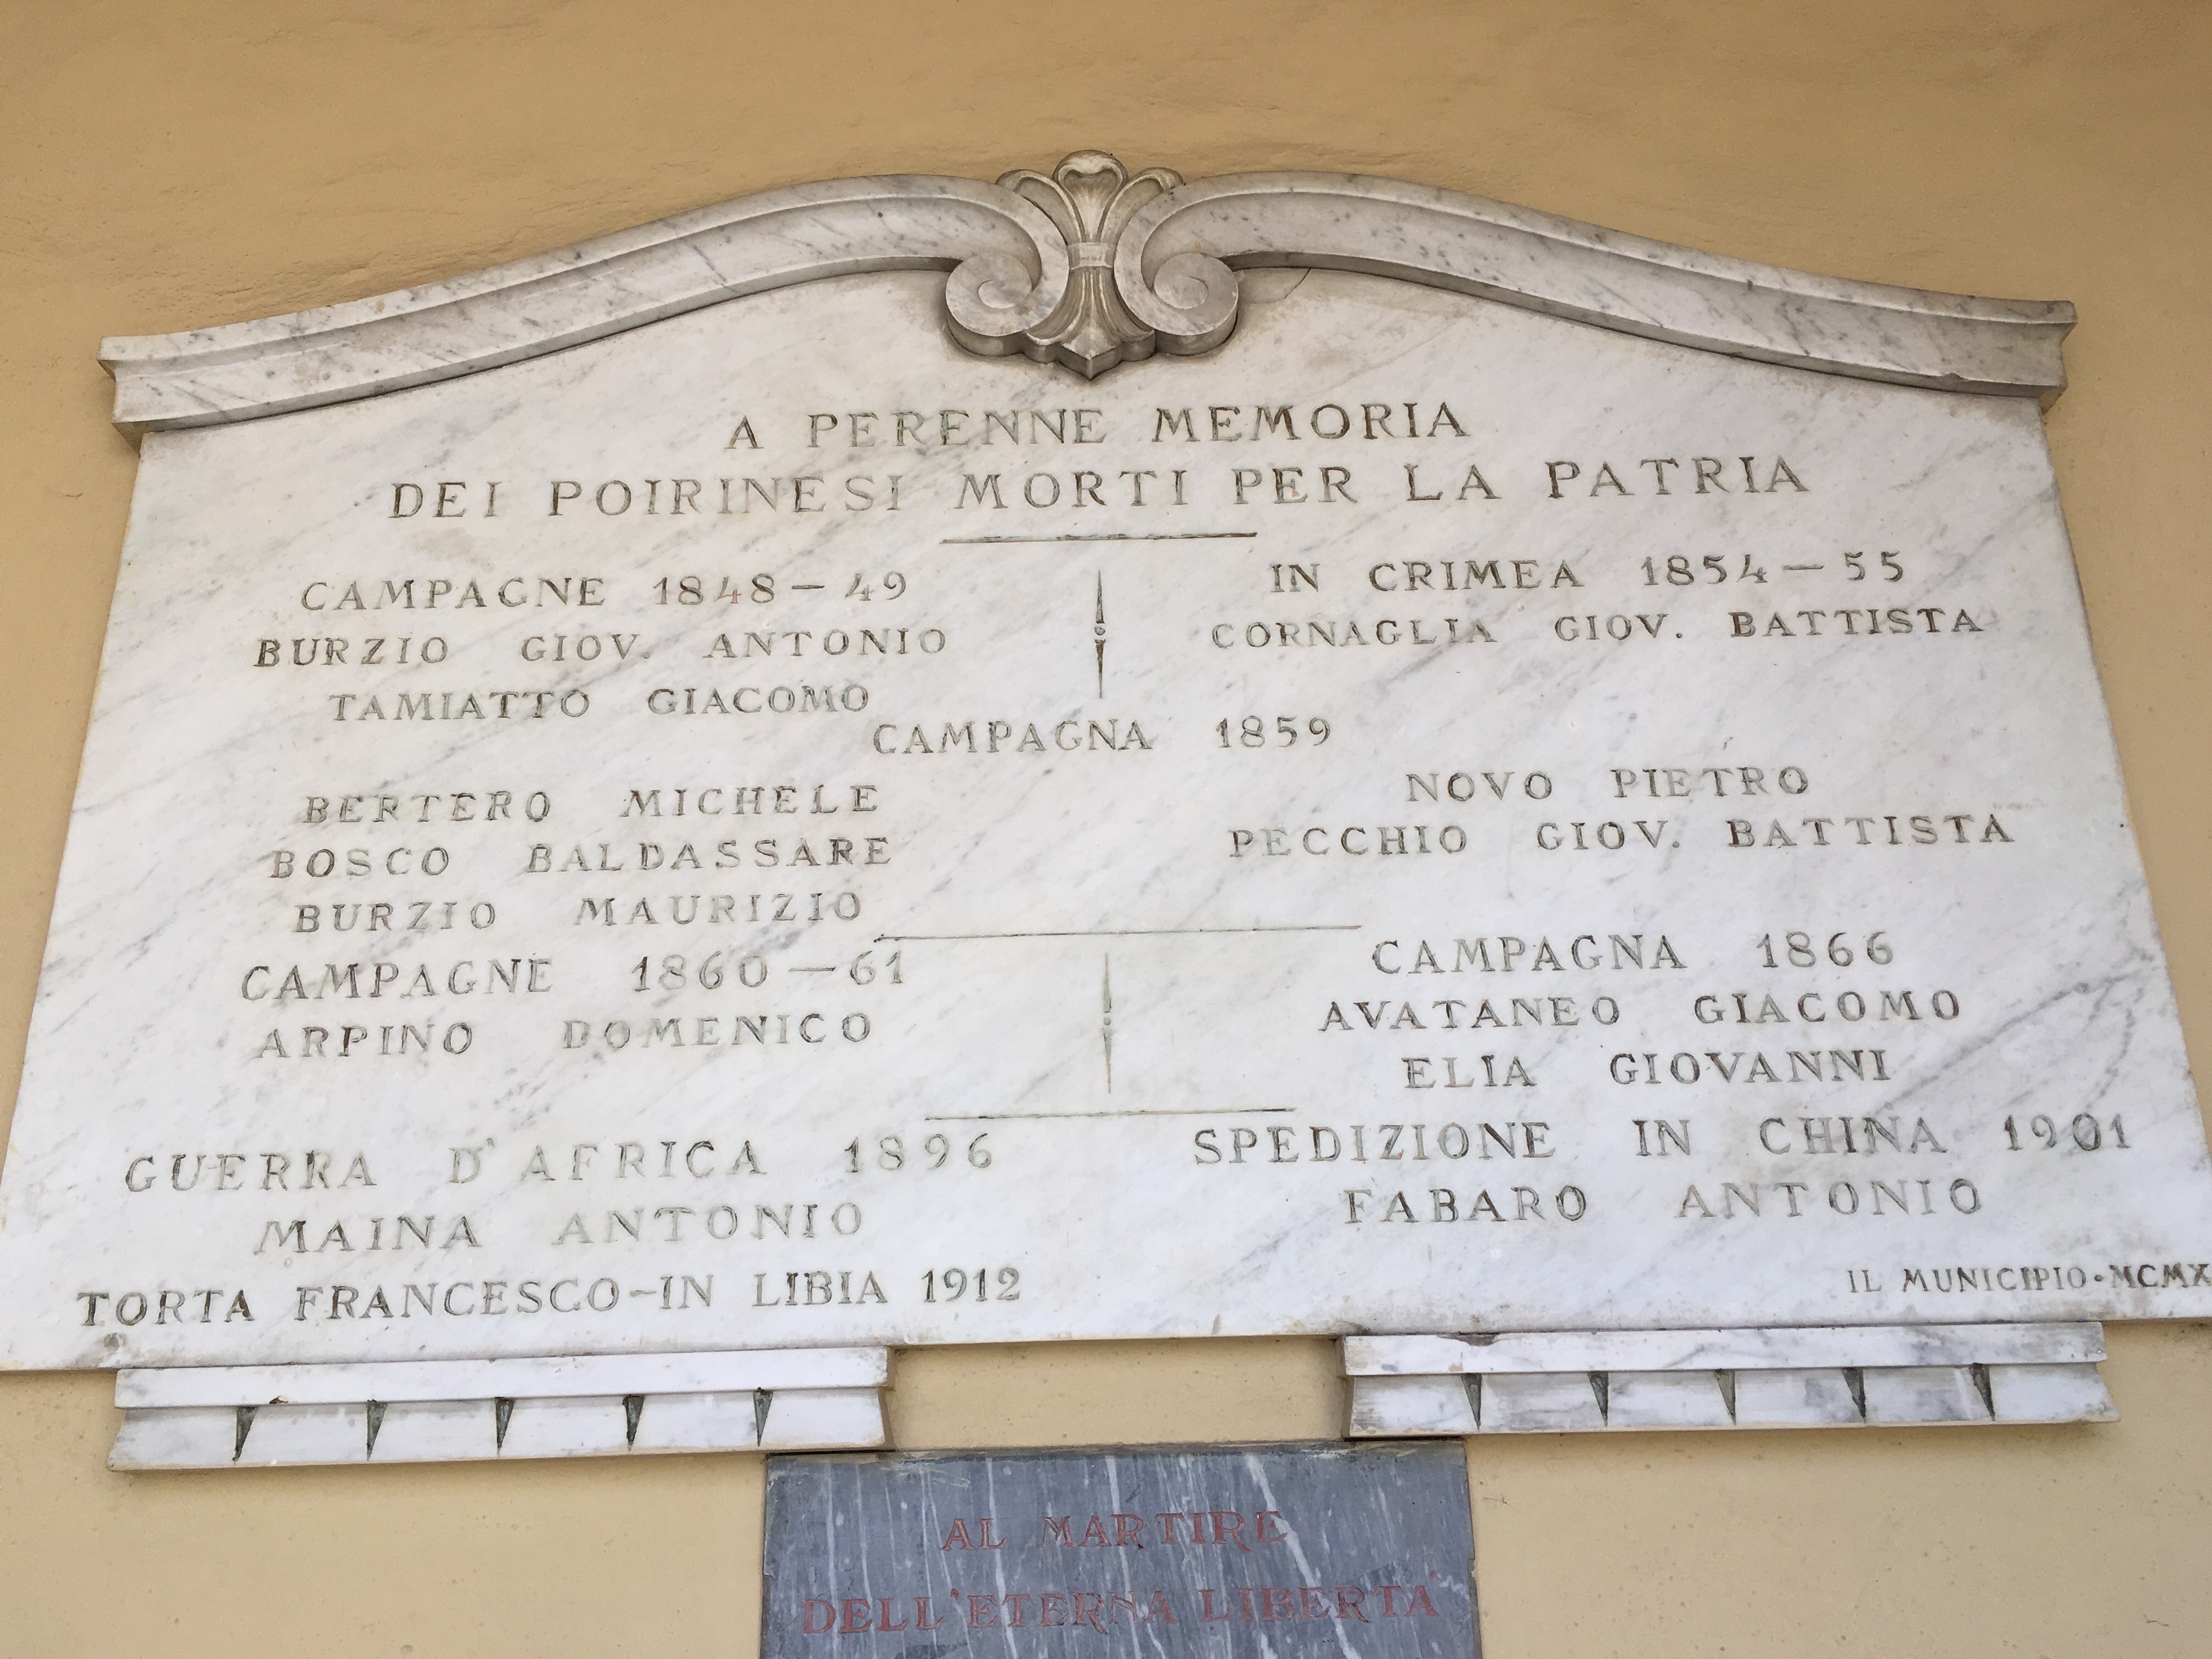 A PERENNE MEMORIA
DEI POIRINESI MORTI PER LA PATRIA
CAMPAGNE 1848-49
BURZIO GIOV. ANTONIO
TAMIATTO GIACOMO
IN CRIMEA 1854-55
CORNAGLIA GIOV. BATTISTA
CAMPAGNA 1859
BERTERO MICHELE
BOSCO BALDASSARE
BURZIO MAURIZIO
NOVO PIETRO
PECCHIO GIOV. BATTISTA
CAMPAGNE 1860-61
ARPINO DOMENICO
CAMPAGNA 1866
AVATANEO GIACOMO
ELIA GIOVANNI
GUERRA D'AFRICA 1896
MAINA ANTONIO
TORTA FRANCESCO-IN LIBIA 1912
SPEDIZIONE IN CHINA 1901
FABARO ANTONIO
IL MUNICIPIO·MCMX
AL MARTIRE
DELL'ETERNA LIBERTA'